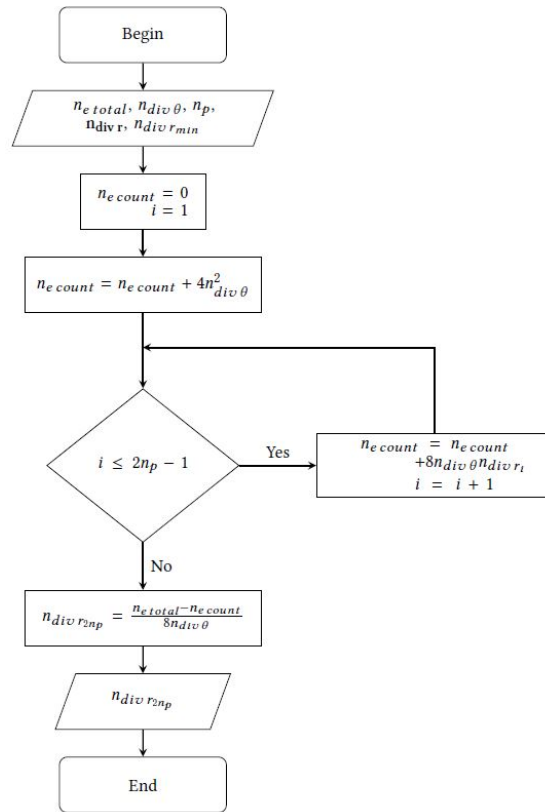 Begin
n_{e total}, n_{div θ}, n_p,
n_{div r}, n_{div r_{min}}
n_{e count} = 0
i = 1
n_{e count} = n_{e count} + 4n²_{div θ}
i ≤ 2n_p − 1
Yes
n_{e count} = n_{e count}
+8n_{div θ}n_{div r_i}
i = i + 1
No
n_{div r_{2n_p}} = \frac{n_{e total}−n_{e count}}{8n_{div θ}}
n_{div r_{2n_p}}
End